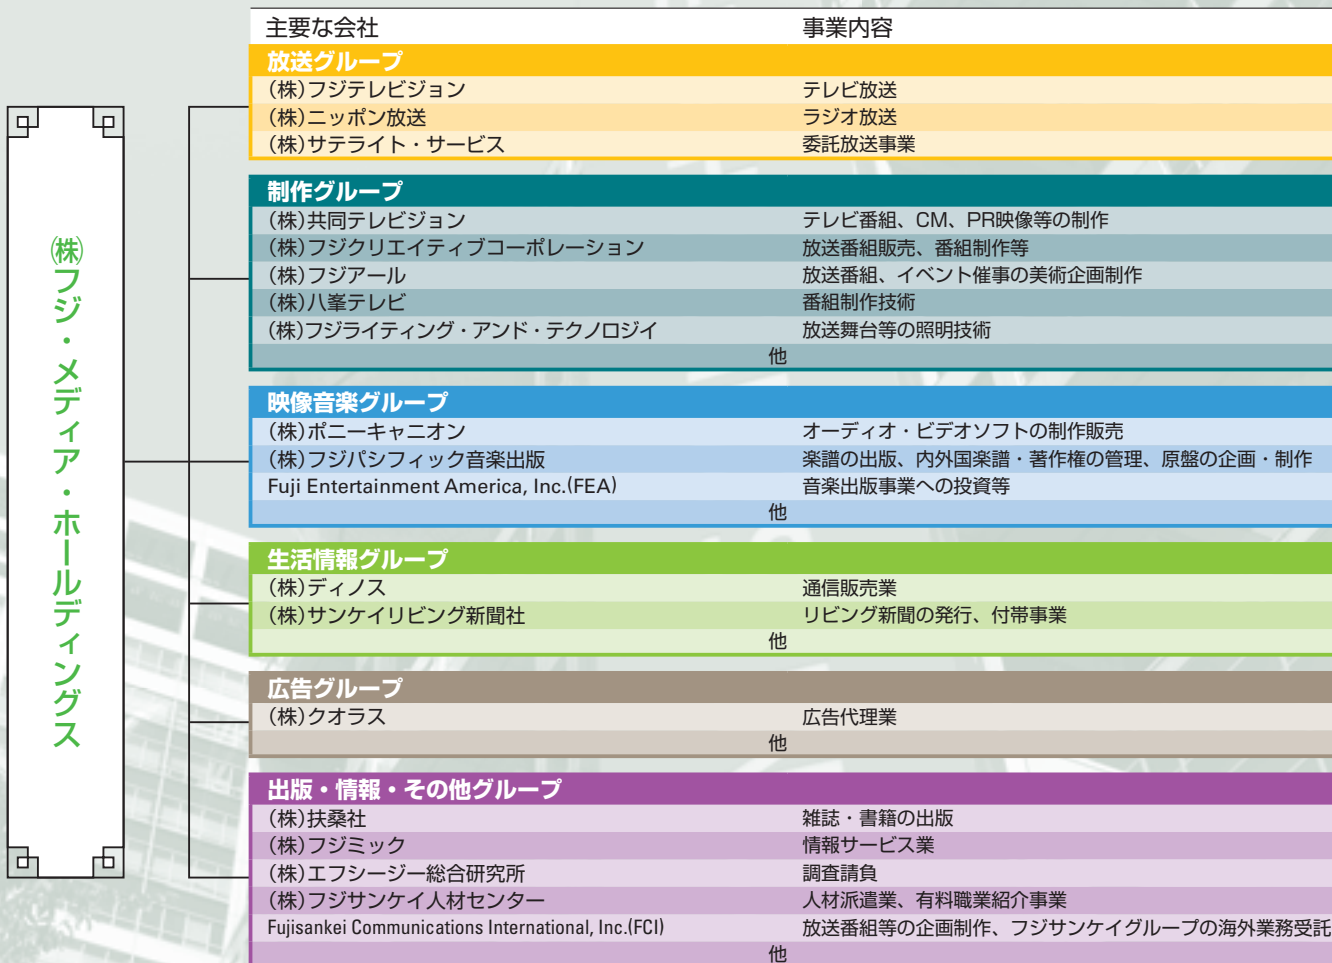 ㈱フジ・メディア・ホールディングス
主要な会社 事業内容
放送グループ
(株)フジテレビジョン テレビ放送
(株)ニッポン放送 ラジオ放送
(株)サテライト・サービス 委託放送事業
制作グループ
(株)共同テレビジョン テレビ番組、CM、PR映像等の制作
(株)フジクリエイティブコーポレーション 放送番組販売、番組制作等
(株)フジアール 放送番組、イベント催事の美術企画制作
(株)八峯テレビ 番組制作技術
(株)フジライティング・アンド・テクノロジイ 放送舞台等の照明技術
他
映像音楽グループ
(株)ポニーキャニオン オーディオ・ビデオソフトの制作販売
(株)フジパシフィック音楽出版 楽譜の出版、内外国楽譜・著作権の管理、原盤の企画・制作
Fuji Entertainment America, Inc.(FEA) 音楽出版事業への投資等
他
生活情報グループ
(株)ディノス 通信販売業
(株)サンケイリビング新聞社 リビング新聞の発行、付帯事業
他
広告グループ
(株)クオラス 広告代理業
他
出版・情報・その他グループ
(株)扶桑社 雑誌・書籍の出版
(株)フジミック 情報サービス業
(株)エフシージー総合研究所 調査請負
(株)フジサンケイ人材センター 人材派遣業、有料職業紹介事業
Fujisankei Communications International, Inc.(FCI) 放送番組等の企画制作、フジサンケイグループの海外業務受託
他